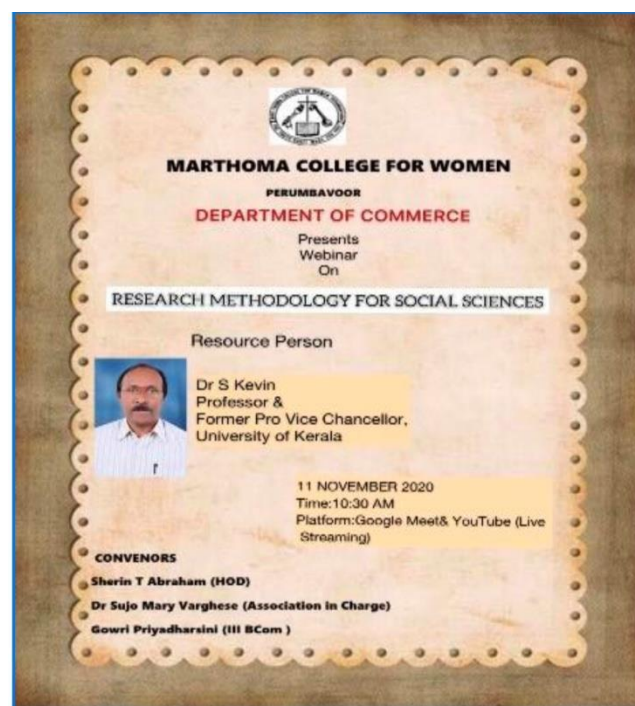 MARTHOMA COLLEGE FOR WOMEN
PERUMBAVOOR
DEPARTMENT OF COMMERCE
Presents
Webinar
On
RESEARCH METHODOLOGY FOR SOCIAL SCIENCES
Resource Person
Dr S Kevin
Professor &
Former Pro Vice Chancellor,
University of Kerala
11 NOVEMBER 2020
Time:10:30 AM
Platform:Google Meet& YouTube (Live
Streaming)
CONVENORS
Sherin T Abraham (HOD)
Dr Sujo Mary Varghese (Association in Charge)
Gowri Priyadharsini (III BCom )